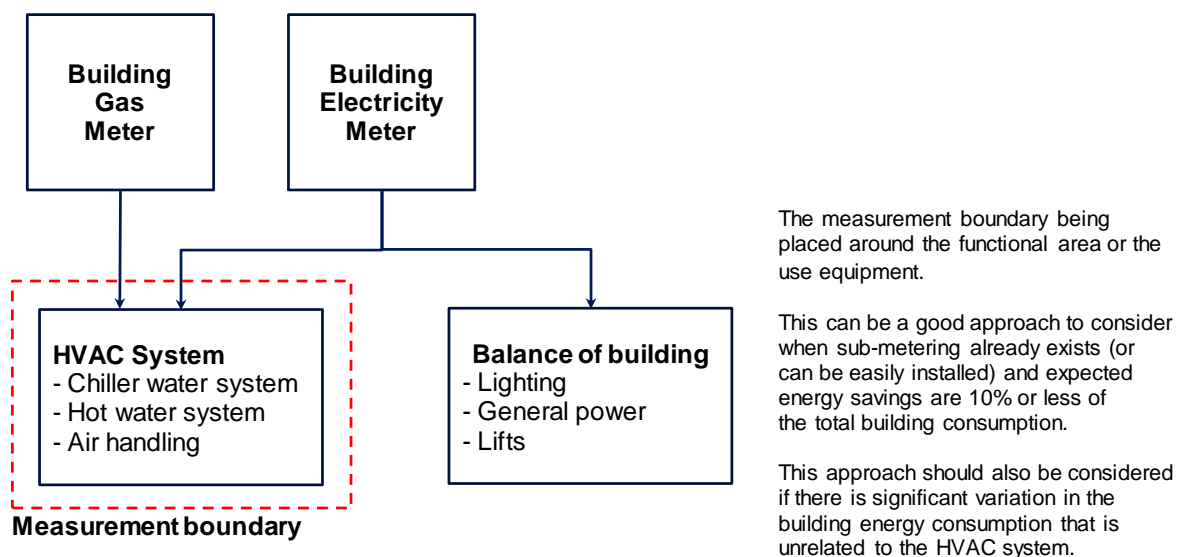 Building
Gas
Meter
Building
Electricity
Meter
HVAC System
- Chiller water system
- Hot water system
- Air handling
Measurement boundary
Balance of building
- Lighting
- General power
- Lifts
The measurement boundary being
placed around the functional area or the
use equipment.
This can be a good approach to consider
when sub-metering already exists (or
can be easily installed) and expected
energy savings are 10% or less of
the total building consumption.
This approach should also be considered
if there is significant variation in the
building energy consumption that is
unrelated to the HVAC system.